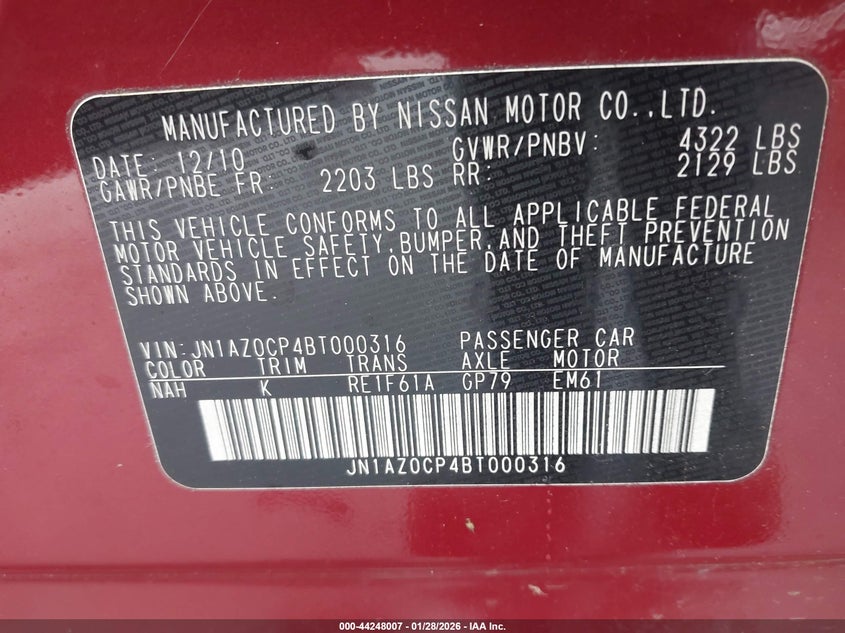 MANUFACTURED BY NISSAN MOTOR CO.,LTD.
DATE: 12/10 GVWR/PNBV: 4322 LBS
GAWR/PNBE FR: 2203 LBS RR: 2129 LBS
THIS VEHICLE CONFORMS TO ALL APPLICABLE FEDERAL
MOTOR VEHICLE SAFETY,BUMPER,AND THEFT PREVENTION
STANDARDS IN EFFECT ON THE DATE OF MANUFACTURE
SHOWN ABOVE.
VIN:JN1AZ0CP4BT000316 PASSENGER CAR
COLOR TRIM TRANS AXLE MOTOR
NAH K RE1F61A GP79 EM61
JN1AZ0CP4BT000316
000-44248007 - 01/28/2026 - IAA Inc.